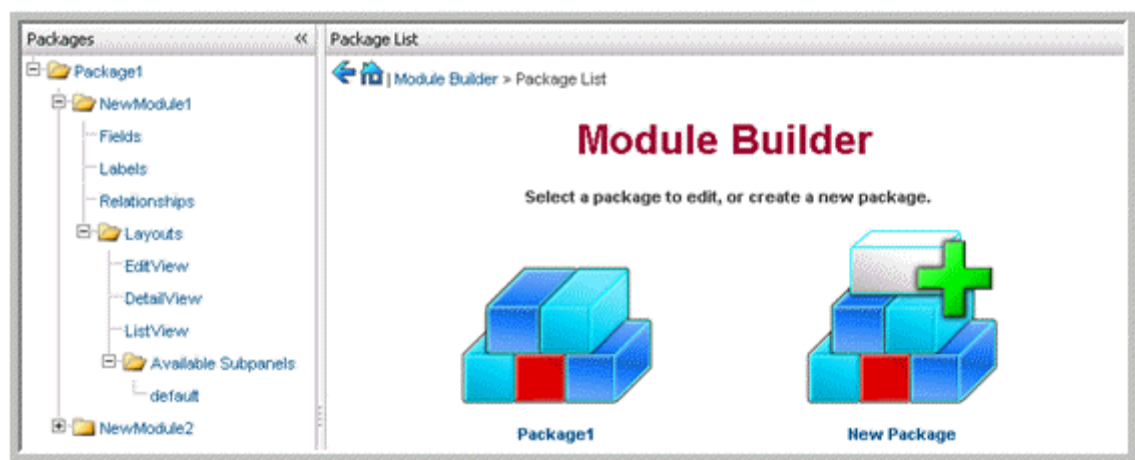 Packages «
Package1
NewModule1
Fields
Labels
Relationships
Layouts
EditView
DetailView
ListView
Available Subpanels
default
NewModule2
Package List
| Module Builder > Package List
Module Builder
Select a package to edit, or create a new package.
Package1
New Package